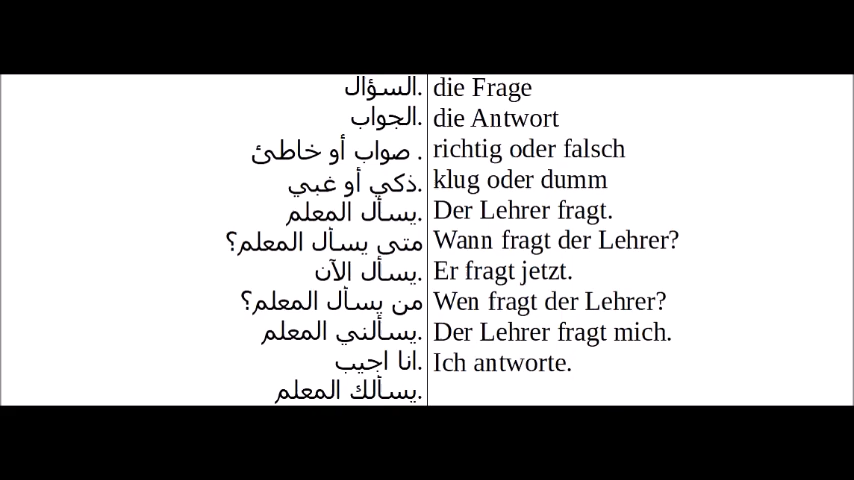 السؤال. die Frage
الجواب. die Antwort
صواب أو خاطئ . richtig oder falsch
ذكي أو غبي. klug oder dumm
يسأل المعلم. Der Lehrer fragt.
متى يسأل المعلم؟ Wann fragt der Lehrer?
يسأل الآن. Er fragt jetzt.
من يسأل المعلم؟ Wen fragt der Lehrer?
يسألني المعلم. Der Lehrer fragt mich.
انا اجيب. Ich antworte.
يسألك المعلم.